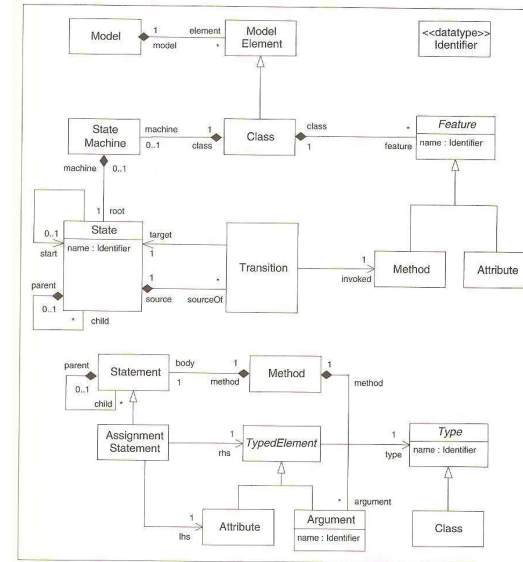 Model
1
model
element
*
Model
Element
<<datatype>>
Identifier
State
Machine
machine
0..1
1
class
Class
class
1
*
feature
Feature
name : Identifier
machine
0..1
1
root
State
name : Identifier
0..1
start
target
1
Transition
1
source
*
sourceOf
parent
0..1
*
child
1
invoked
Method
Attribute
parent
0..1
child
*
Statement
body
1
1
method
Method
1
method
Assignment
Statement
1
rhs
TypedElement
1
type
Type
name : Identifier
1
lhs
Attribute
*
argument
Argument
name : Identifier
Class